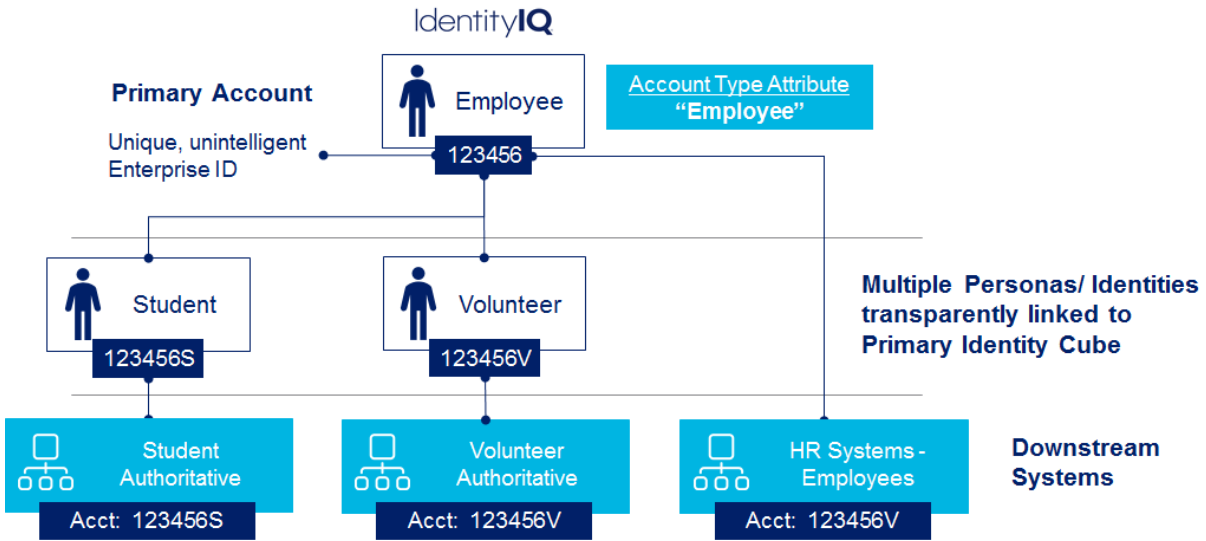 IdentityIQ
Primary Account
Employee
Account Type Attribute
“Employee”
Unique, unintelligent
Enterprise ID
123456
Student
Volunteer
Multiple Personas/ Identities
transparently linked to
Primary Identity Cube
123456S
123456V
Student
Authoritative
Volunteer
Authoritative
HR Systems -
Employees
Downstream
Systems
Acct: 123456S
Acct: 123456V
Acct: 123456V